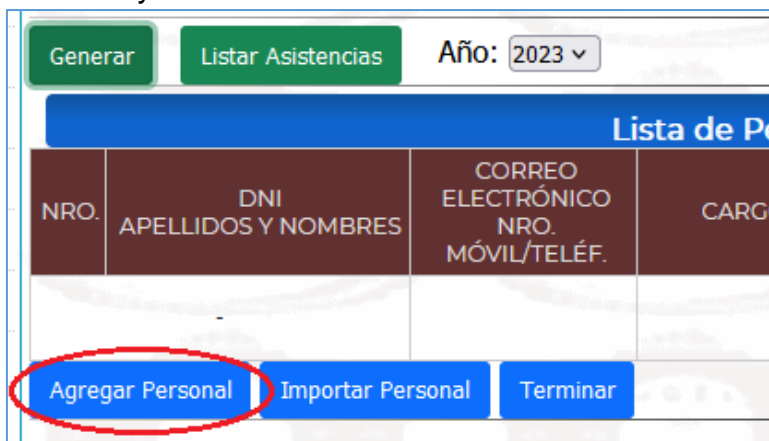 Generar Listar Asistencias Año: 2023
Lista de
NRO. DNI APELLIDOS Y NOMBRES CORREO ELECTRÓNICO NRO. MÓVIL/TELÉF.
-
Agregar Personal Importar Personal Terminar